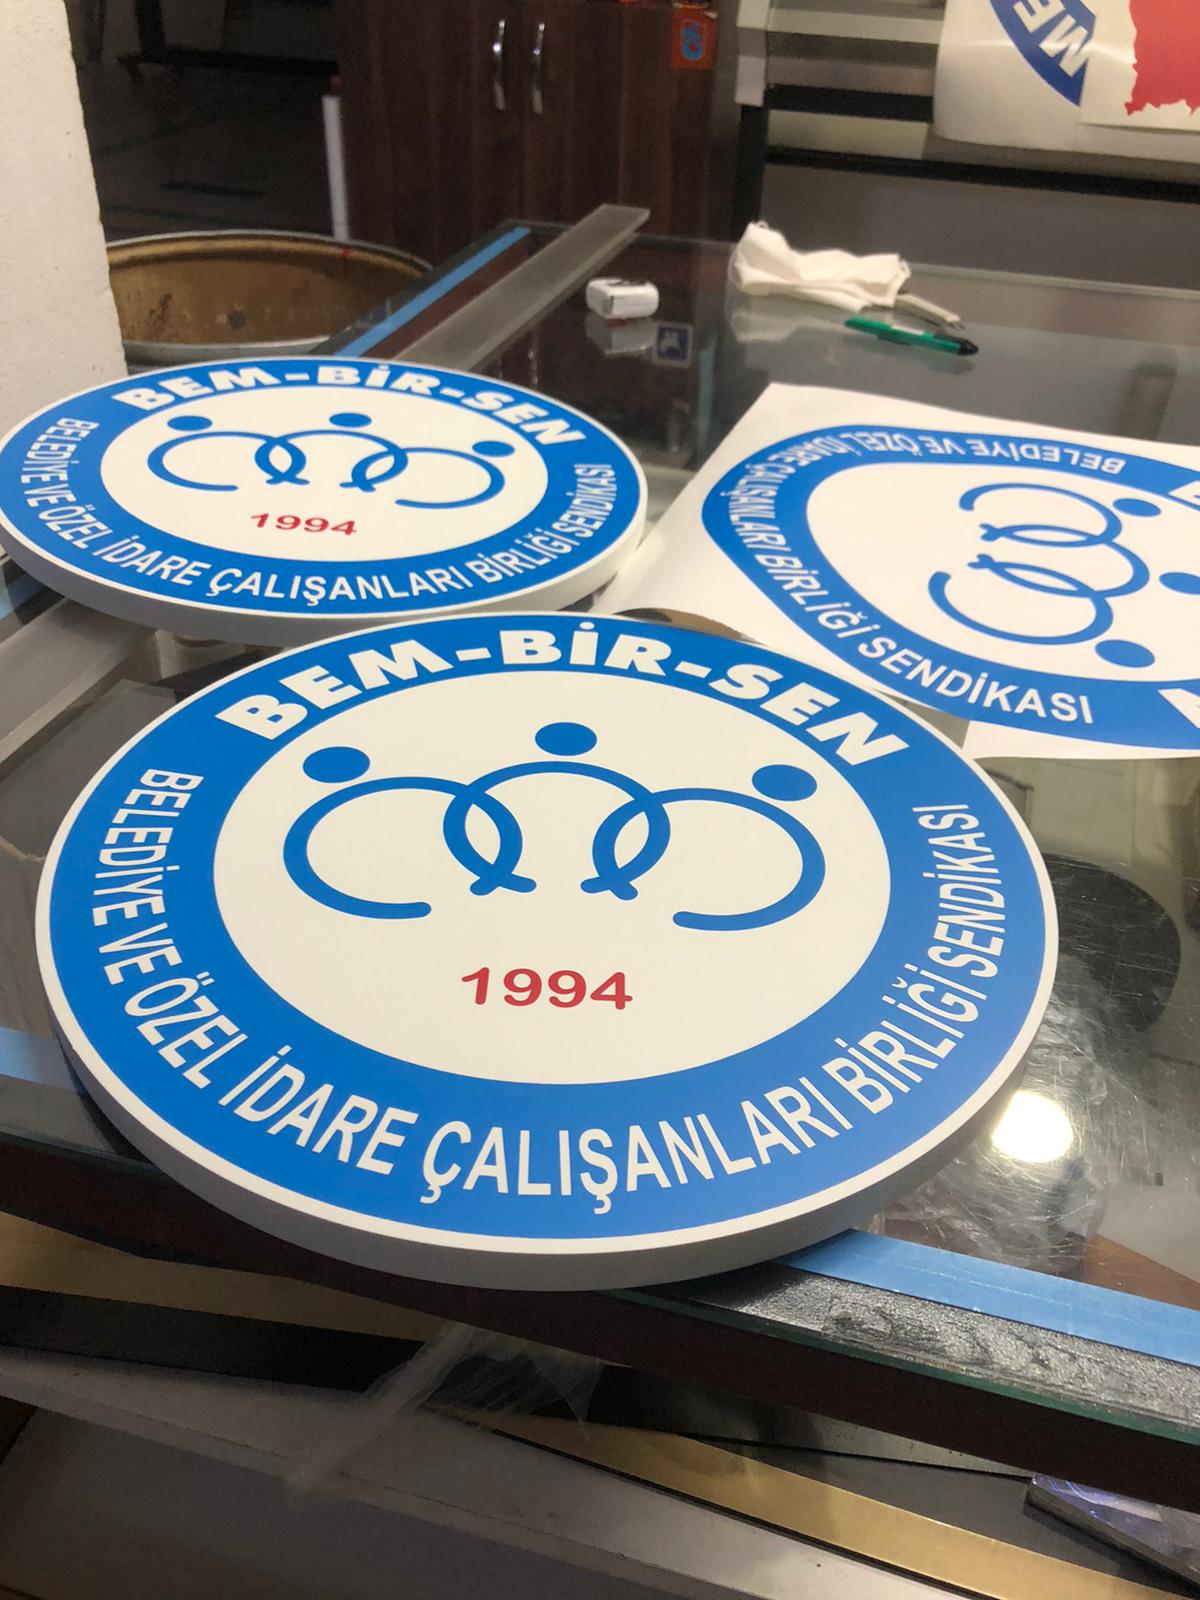 BEM-BİR-SEN
1994
BELEDİYE VE ÖZEL İDARE ÇALIŞANLARI BİRLİĞİ SENDİKASI
BEM-BİR-SEN
1994
BELEDİYE VE ÖZEL İDARE ÇALIŞANLARI BİRLİĞİ SENDİKASI
BELEDİYE VE ÖZEL İDARE ÇALIŞANLARI BİRLİĞİ SENDİKASI
ME